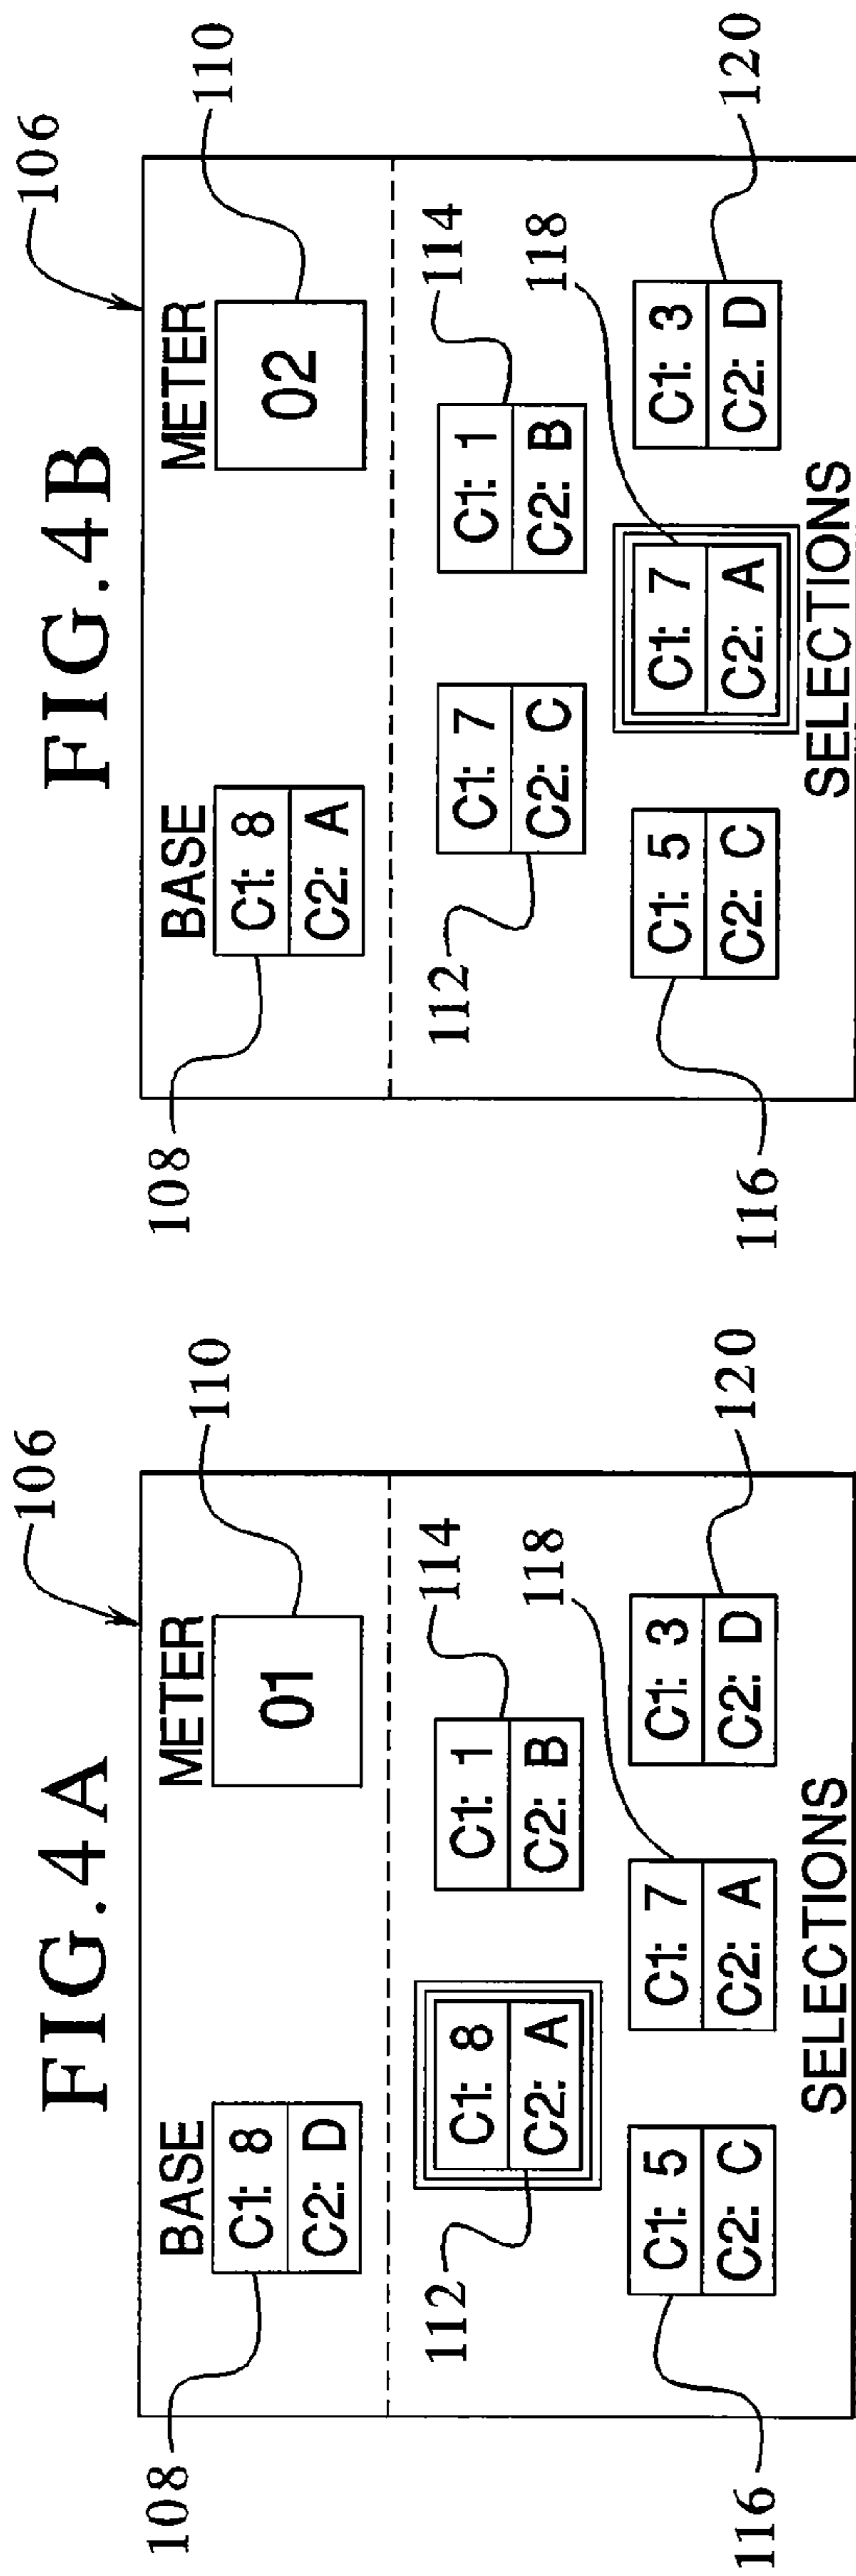 FIG.4A
106
BASE
METER
110
C1: 8
C2: D
01
108
114
C1: 8
C2: A
C1: 1
C2: B
112
118
C1: 5
C2: C
C1: 7
C2: A
C1: 3
C2: D
116
120
SELECTIONS
FIG.4B
106
BASE
METER
110
C1: 8
C2: A
02
108
114
C1: 7
C2: C
C1: 1
C2: B
112
118
C1: 5
C2: C
C1: 7
C2: A
C1: 3
C2: D
116
120
SELECTIONS